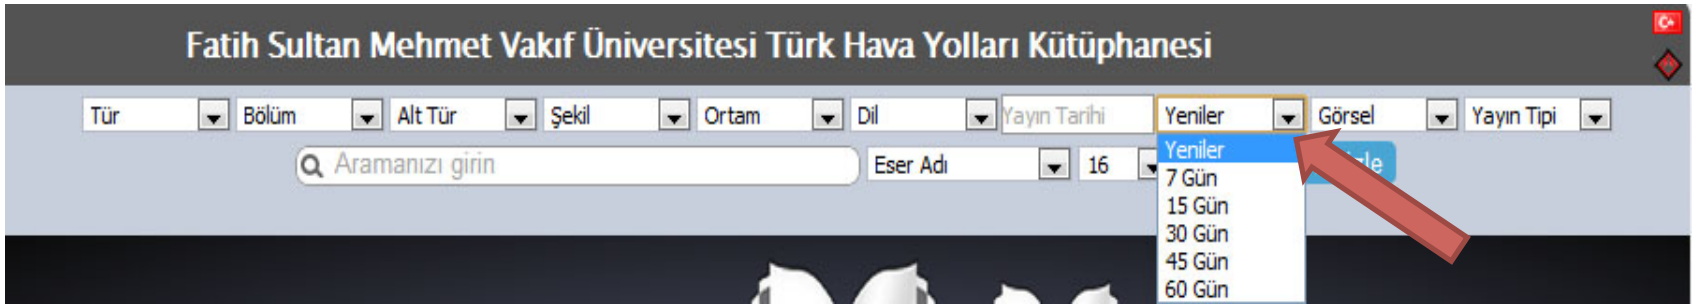 Fatih Sultan Mehmet Vakıf Üniversitesi Türk Hava Yolları Kütüphanesi
Tür Bölüm Alt Tür Şekil Ortam Dil Yayın Tarihi Yeniler Görsel Yayın Tipi
Aramanızı girin Eser Adı 16
Yeniler
7 Gün
15 Gün
30 Gün
45 Gün
60 Gün